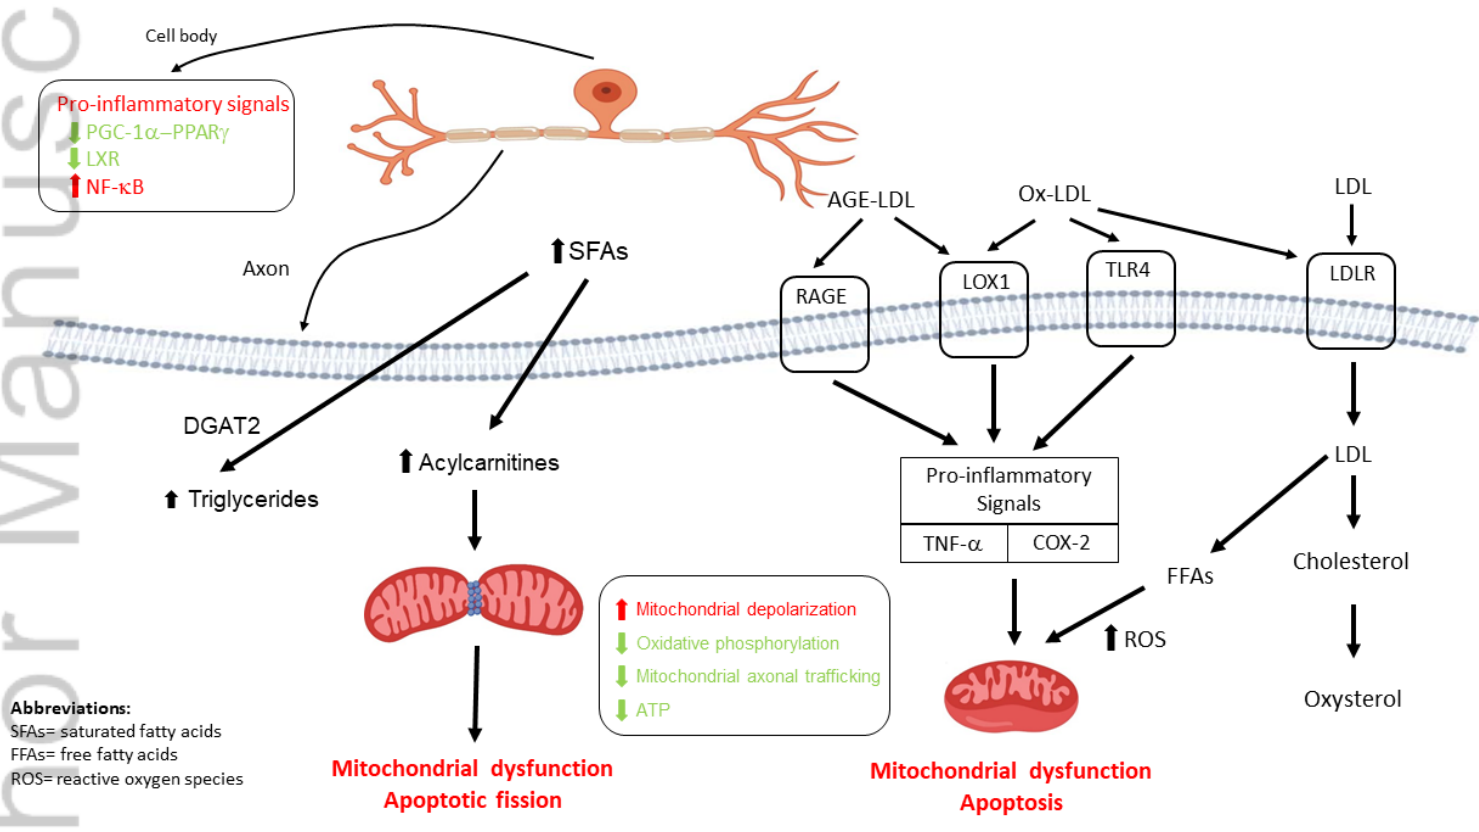 Cell body
Pro-inflammatory signals
PGC-1α–PPARγ
LXR
NF-κB
Axon
SFAs
DGAT2
Triglycerides
Acylcarnitines
AGE-LDL
Ox-LDL
LDL
RAGE
LOX1
TLR4
LDLR
Pro-inflammatory
Signals
TNF-α
COX-2
LDL
FFAs
Cholesterol
ROS
Oxysterol
Mitochondrial depolarization
Oxidative phosphorylation
Mitochondrial axonal trafficking
ATP
Mitochondrial dysfunction
Apoptotic fission
Mitochondrial dysfunction
Apoptosis
Abbreviations:
SFAs= saturated fatty acids
FFAs= free fatty acids
ROS= reactive oxygen species
hor Manusc